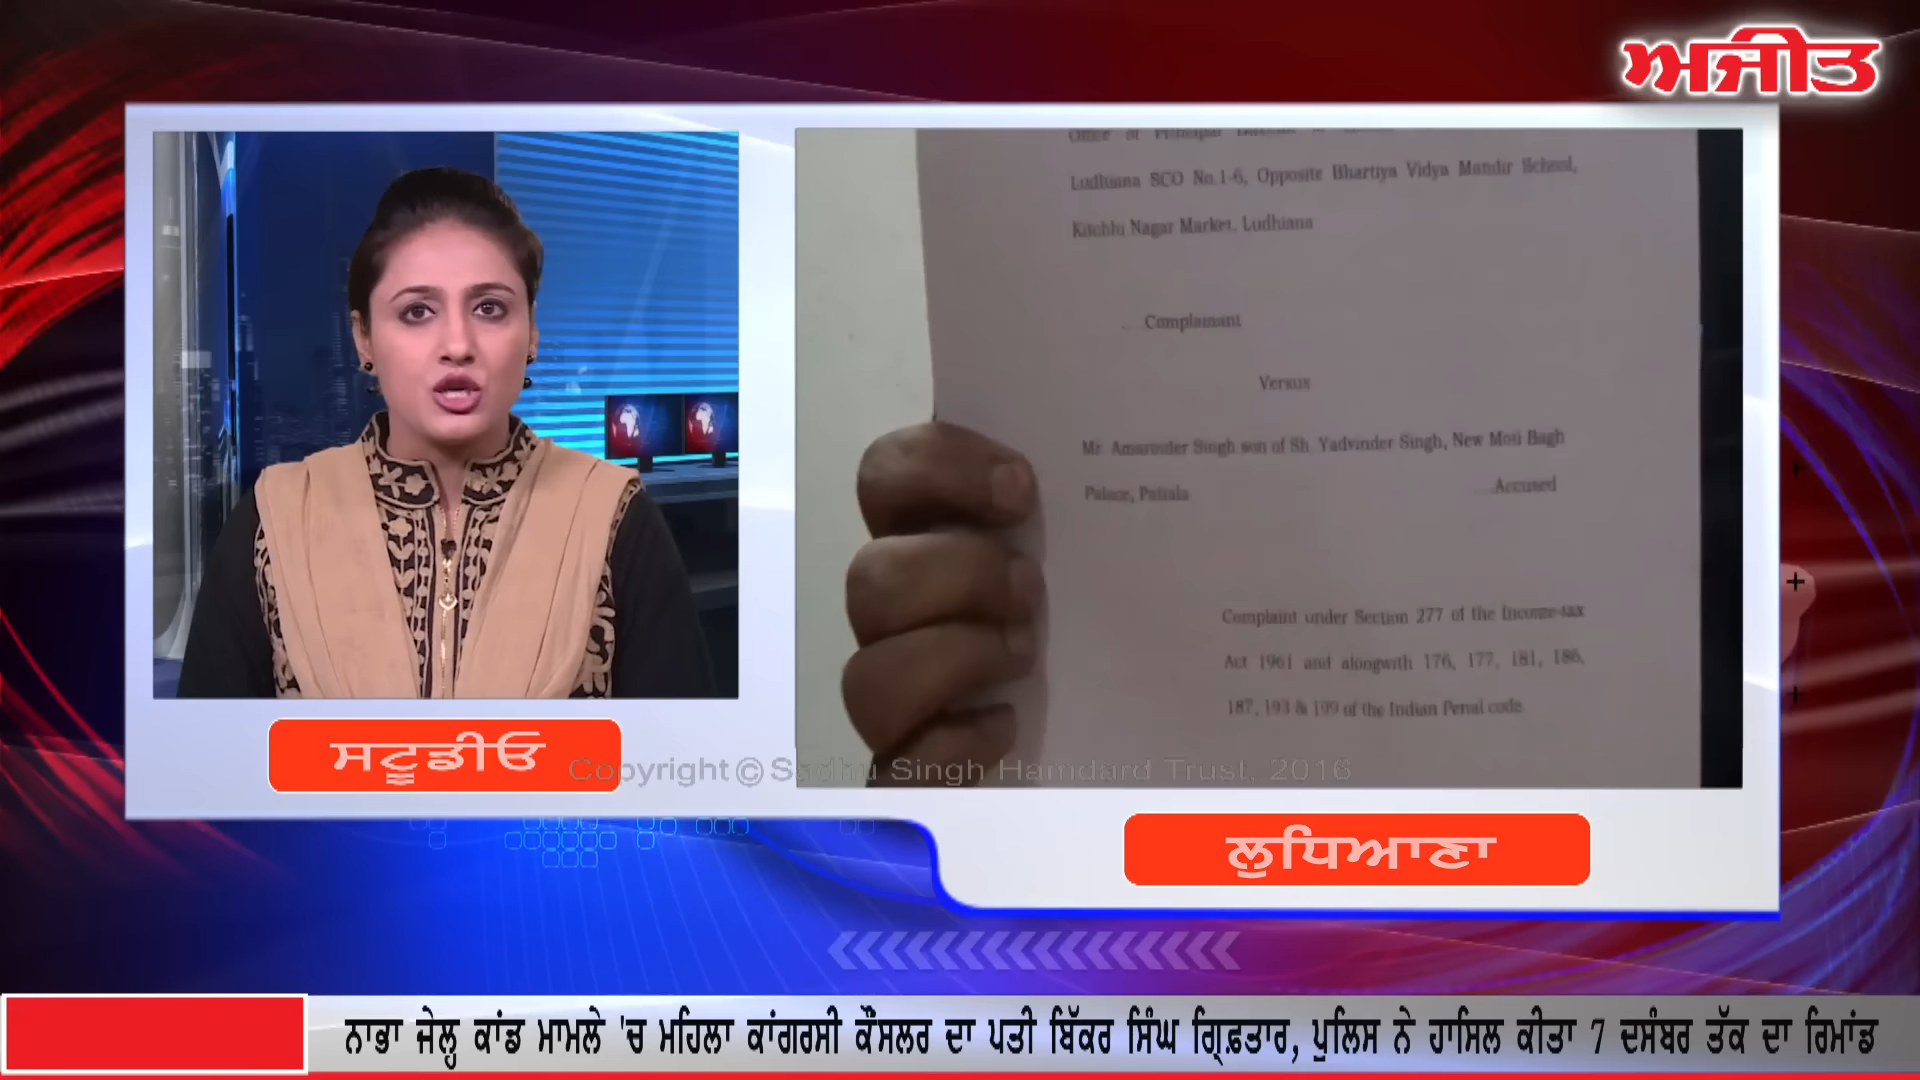 ਅਜੀਤ
Office of Principal
Ludhiana SCO No.1-6, Opposite Bhartiya Vidya Mandir School,
Kitchlu Nagar Market, Ludhiana
Complainant
Versus
Mr. Amarinder Singh son of Sh. Yadvinder Singh, New Moti Bagh
Palace, Patiala ...Accused
Complaint under Section 277 of the Income-tax
Act 1961 and alongwith 176, 177, 181, 186,
187, 193 & 199 of the Indian Penal code
ਸਟੂਡੀਓ
Copyright © Sadhu Singh Hamdard Trust, 2016
ਲੁਧਿਆਣਾ
ਨਾਭਾ ਜੇਲ੍ਹ ਕਾਂਡ ਮਾਮਲੇ 'ਚ ਮਹਿਲਾ ਕਾਂਗਰਸੀ ਕੌਂਸਲਰ ਦਾ ਪਤੀ ਬਿੱਕਰ ਸਿੰਘ ਗ੍ਰਿਫ਼ਤਾਰ, ਪੁਲਿਸ ਨੇ ਹਾਸਿਲ ਕੀਤਾ 7 ਦਸੰਬਰ ਤੱਕ ਦਾ ਰਿਮਾਂਡ